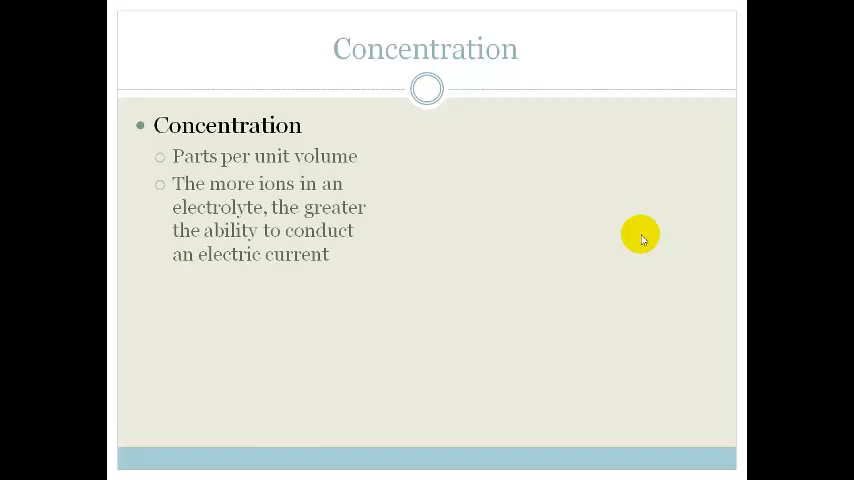 Concentration
Concentration
Parts per unit volume
The more ions in an
electrolyte, the greater
the ability to conduct
an electric current